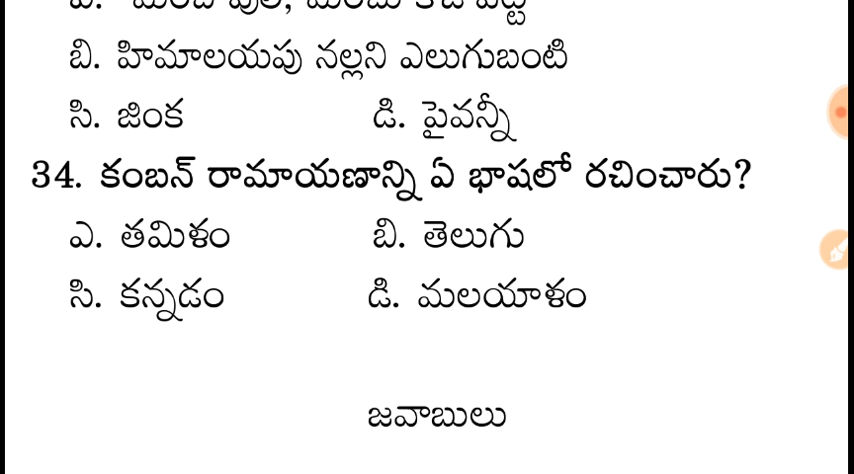 బి. హిమాలయపు నల్లని ఎలుగుబంటి
సి. జింక డి. పైవన్నీ
34. కంబన్ రామాయణాన్ని ఏ భాషలో రచించారు?
ఎ. తమిళం బి. తెలుగు
సి. కన్నడం డి. మలయాళం
జవాబులు